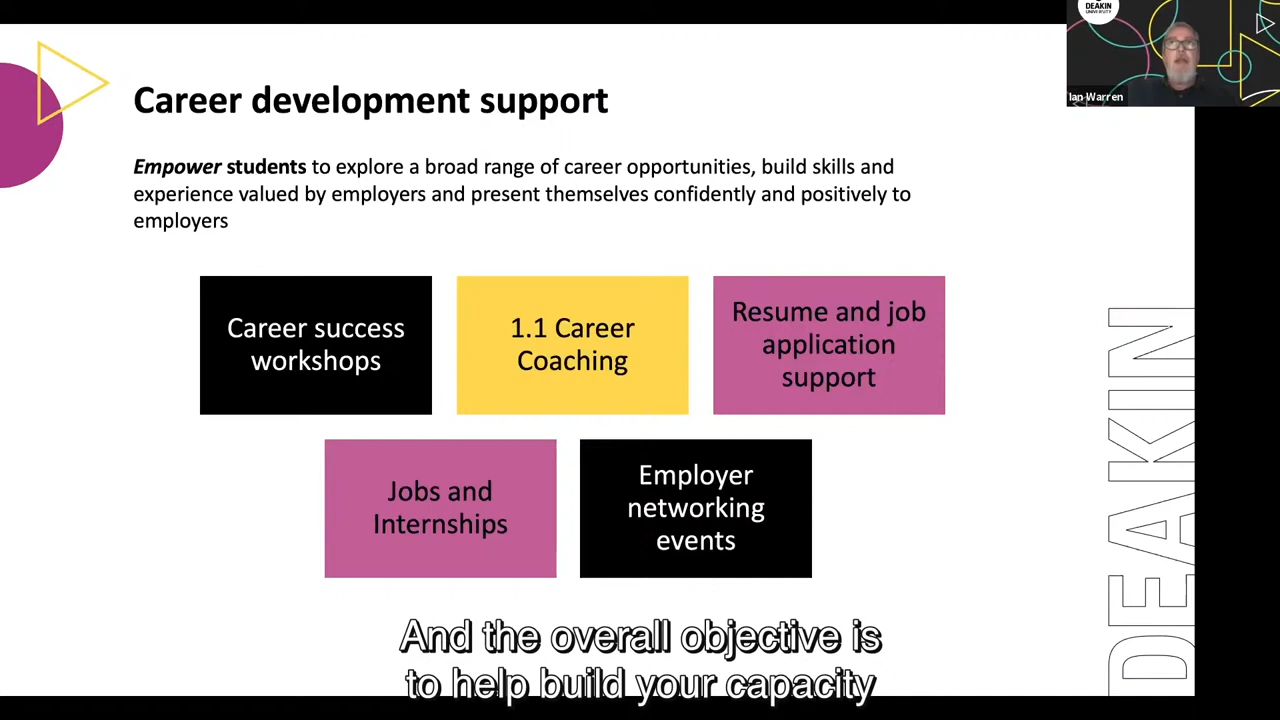 DEAKIN
UNIVERSITY
Ian Warren
Career development support
Empower students to explore a broad range of career opportunities, build skills and
experience valued by employers and present themselves confidently and positively to
employers
Career success
workshops
1.1 Career
Coaching
Resume and job
application
support
Jobs and
Internships
Employer
networking
events
DEAKIN
And the overall objective is
to help build your capacity